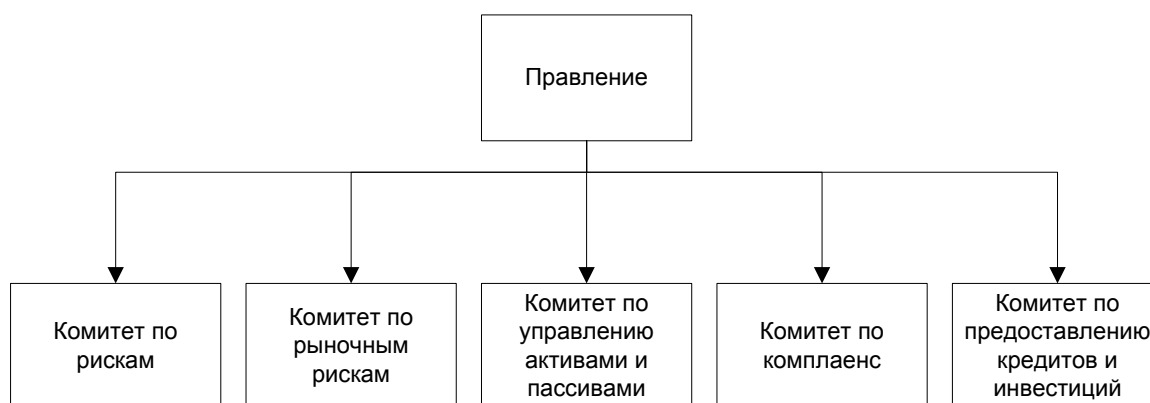 Правление
Комитет по
рискам
Комитет по
рыночным
рискам
Комитет по
управлению
активами и
пассивами
Комитет по
комплаенс
Комитет по
предоставлению
кредитов и
инвестиций